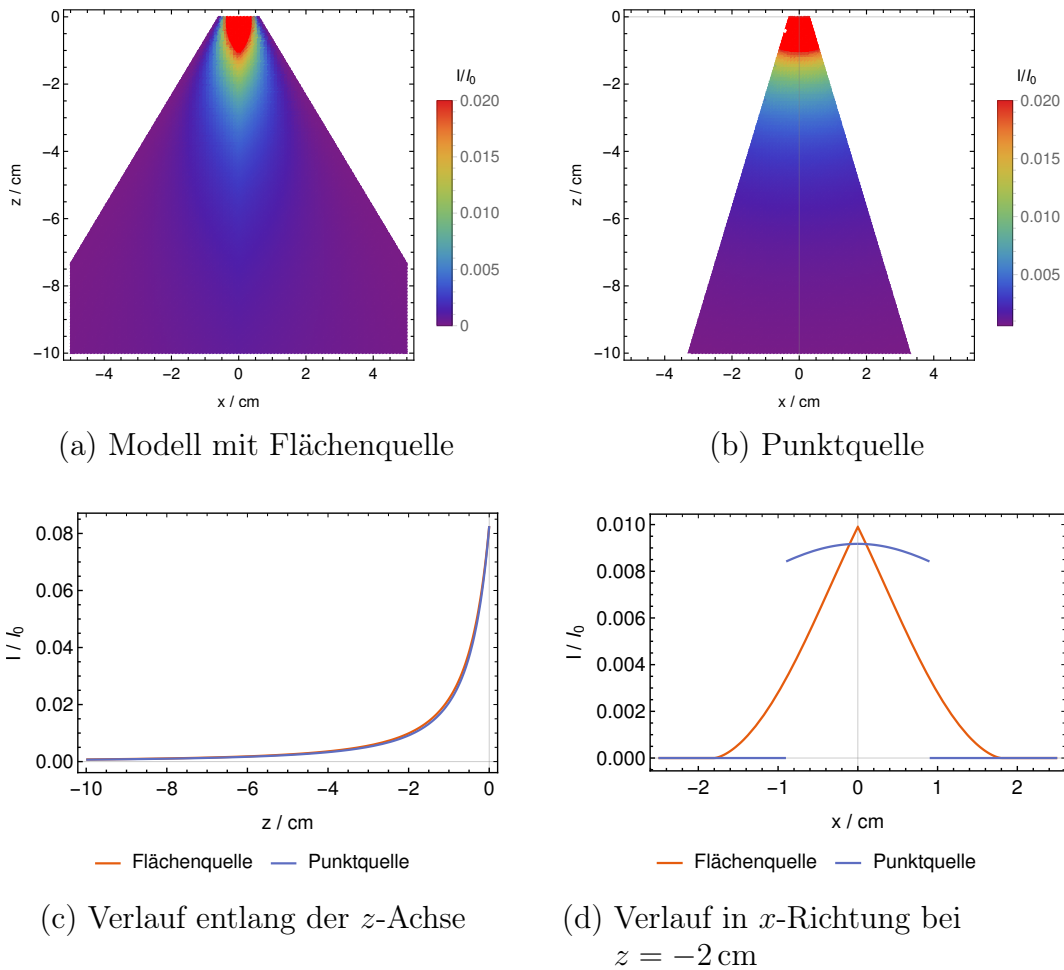 0
−2
−4
−6
−8
−10
z / cm
−4 −2 0 2 4
x / cm
I/I0
0.020
0.015
0.010
0.005
0
(a) Modell mit Flächenquelle
0
−2
−4
−6
−8
−10
z / cm
−4 −2 0 2 4
x / cm
I/I0
0.020
0.015
0.010
0.005
(b) Punktquelle
0.08
0.06
0.04
0.02
0.00
I / I0
−10 −8 −6 −4 −2 0
z / cm
Flächenquelle Punktquelle
(c) Verlauf entlang der z-Achse
0.010
0.008
0.006
0.004
0.002
0.000
I / I0
−2 −1 0 1 2
x / cm
Flächenquelle Punktquelle
(d) Verlauf in x-Richtung bei
z = −2 cm